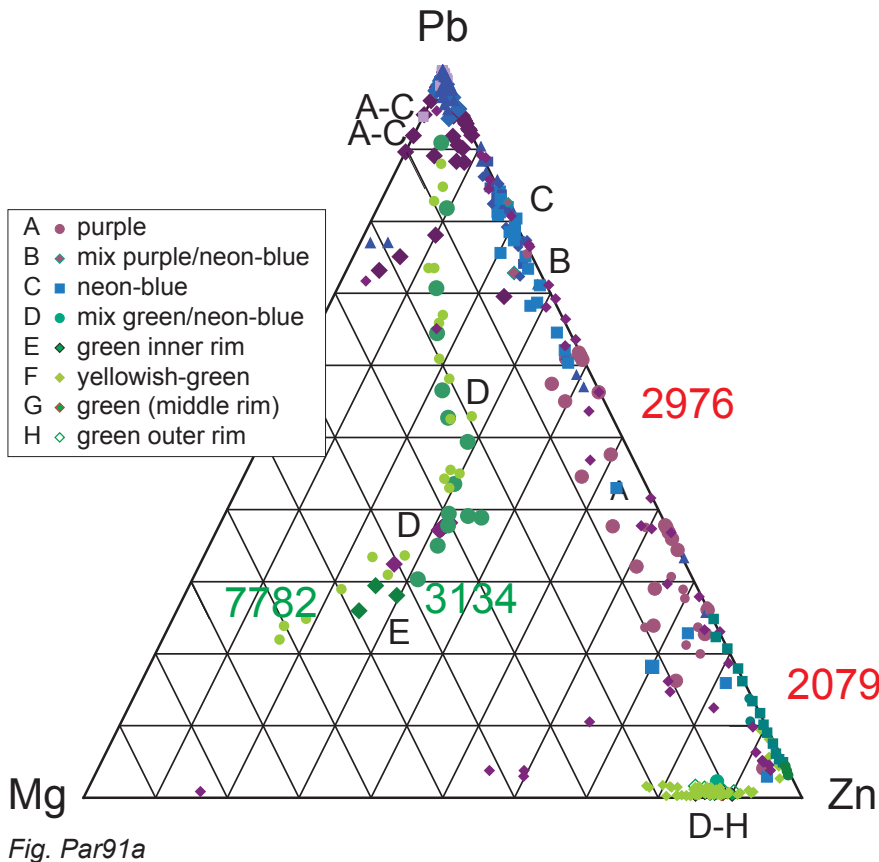 Pb
A-C
A-C
A purple
B mix purple/neon-blue
C neon-blue
D mix green/neon-blue
E green inner rim
F yellowish-green
G green (middle rim)
H green outer rim
C
B
D
2976
A
D
7782
3134
E
2079
Mg
Zn
D-H
Fig. Par91a